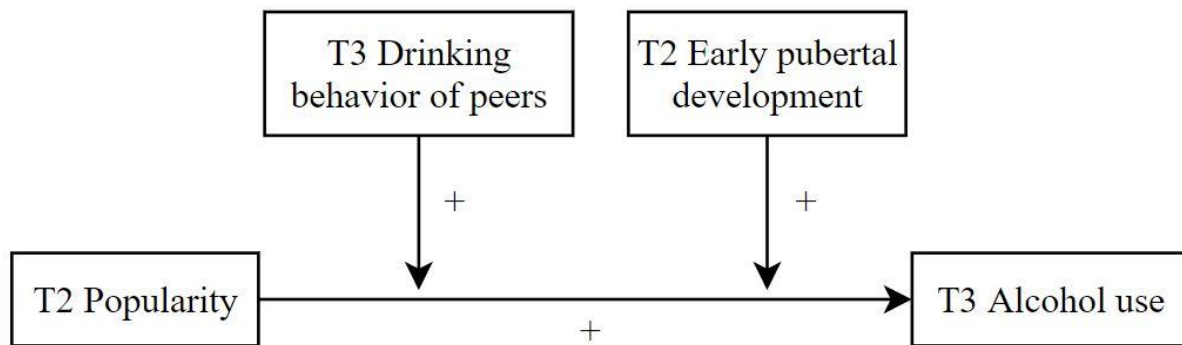 T3 Drinking
behavior of peers
T2 Early pubertal
development
+
+
T2 Popularity
T3 Alcohol use
+